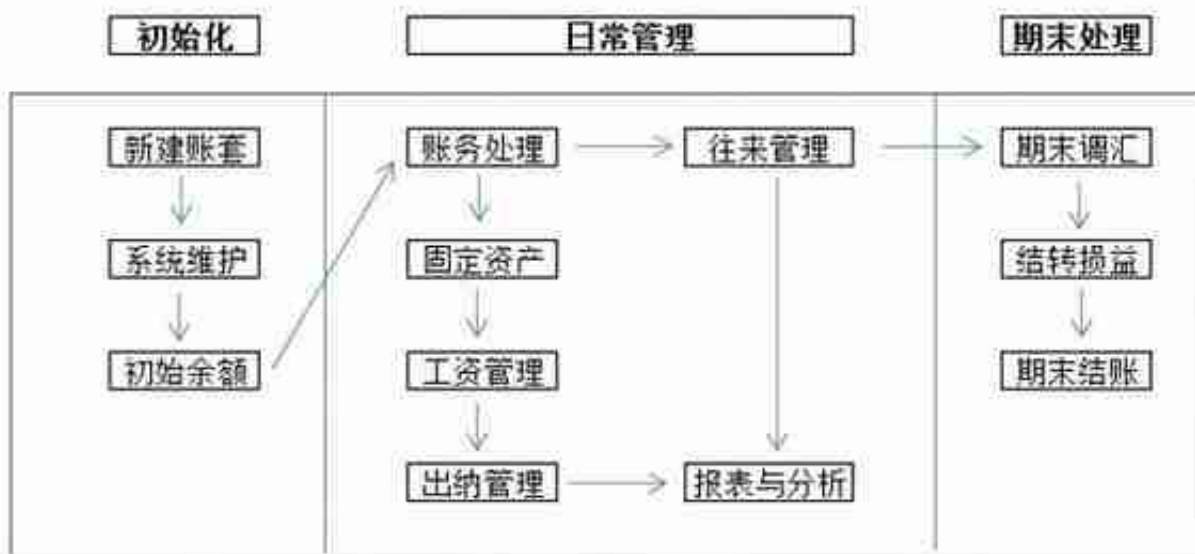 初始化
日常管理
期末处理
新建账套
账务处理
往来管理
期末调汇
系统维护
固定资产
结转损益
初始余额
工资管理
期末结账
出纳管理
报表与分析